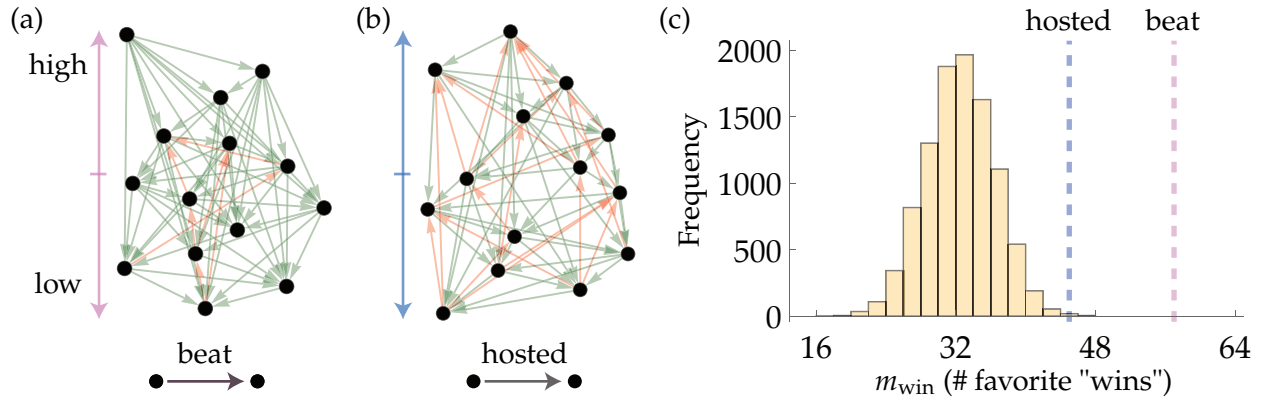 (a)
high
low
beat
(b)
hosted
(c)
hosted
beat
Frequency
2000
1500
1000
500
0
16
32
48
64
m_win (# favorite "wins")